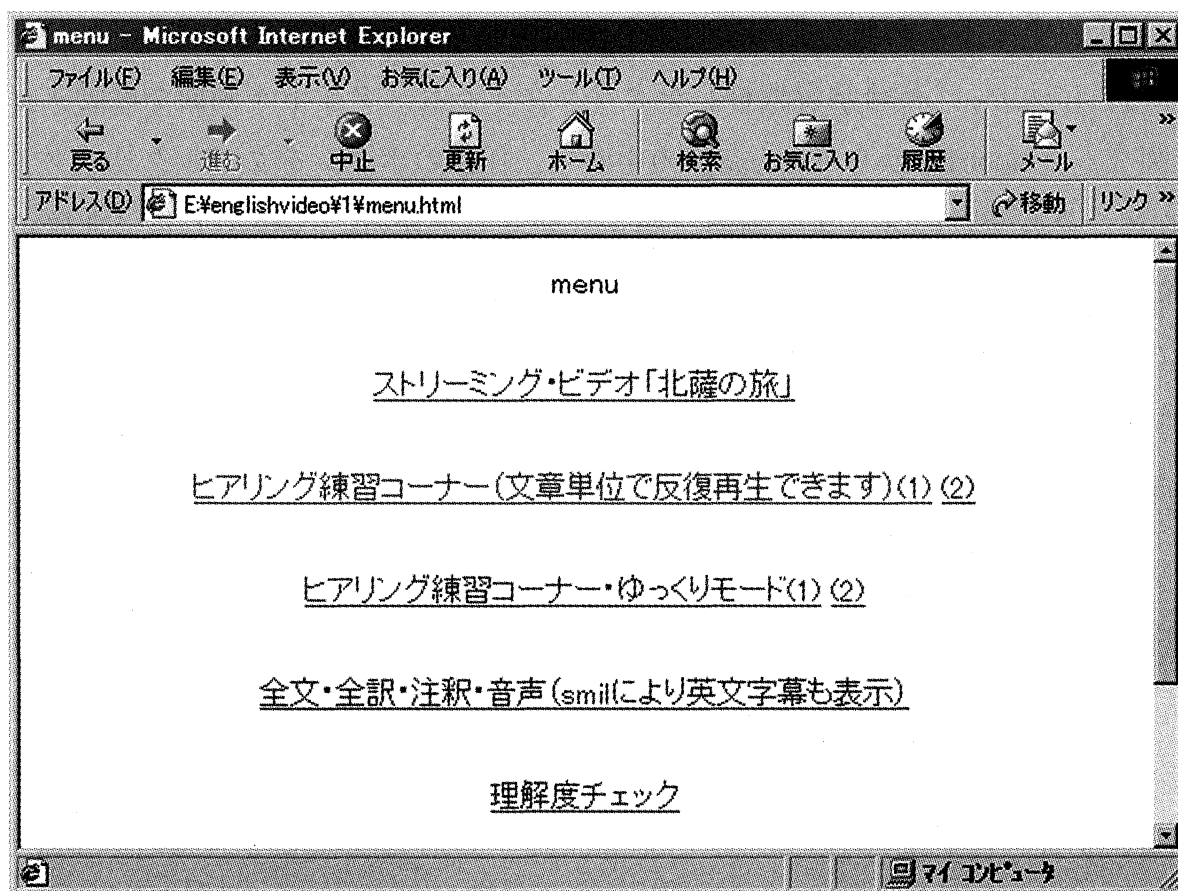 menu - Microsoft Internet Explorer
ファイル(F) 編集(E) 表示(V) お気に入り(A) ツール(T) ヘルプ(H)
戻る 進む 中止 更新 ホーム 検索 お気に入り 履歴 メール »
アドレス(D) E:¥englishvideo¥1¥menu.html 移動 リンク »
menu
ストリーミング・ビデオ「北薩の旅」
ヒアリング練習コーナー(文章単位で反復再生できます)(1) (2)
ヒアリング練習コーナー・ゆっくりモード(1) (2)
全文・全訳・注釈・音声(smilにより英文字幕も表示)
理解度チェック
マイ コンピュータ